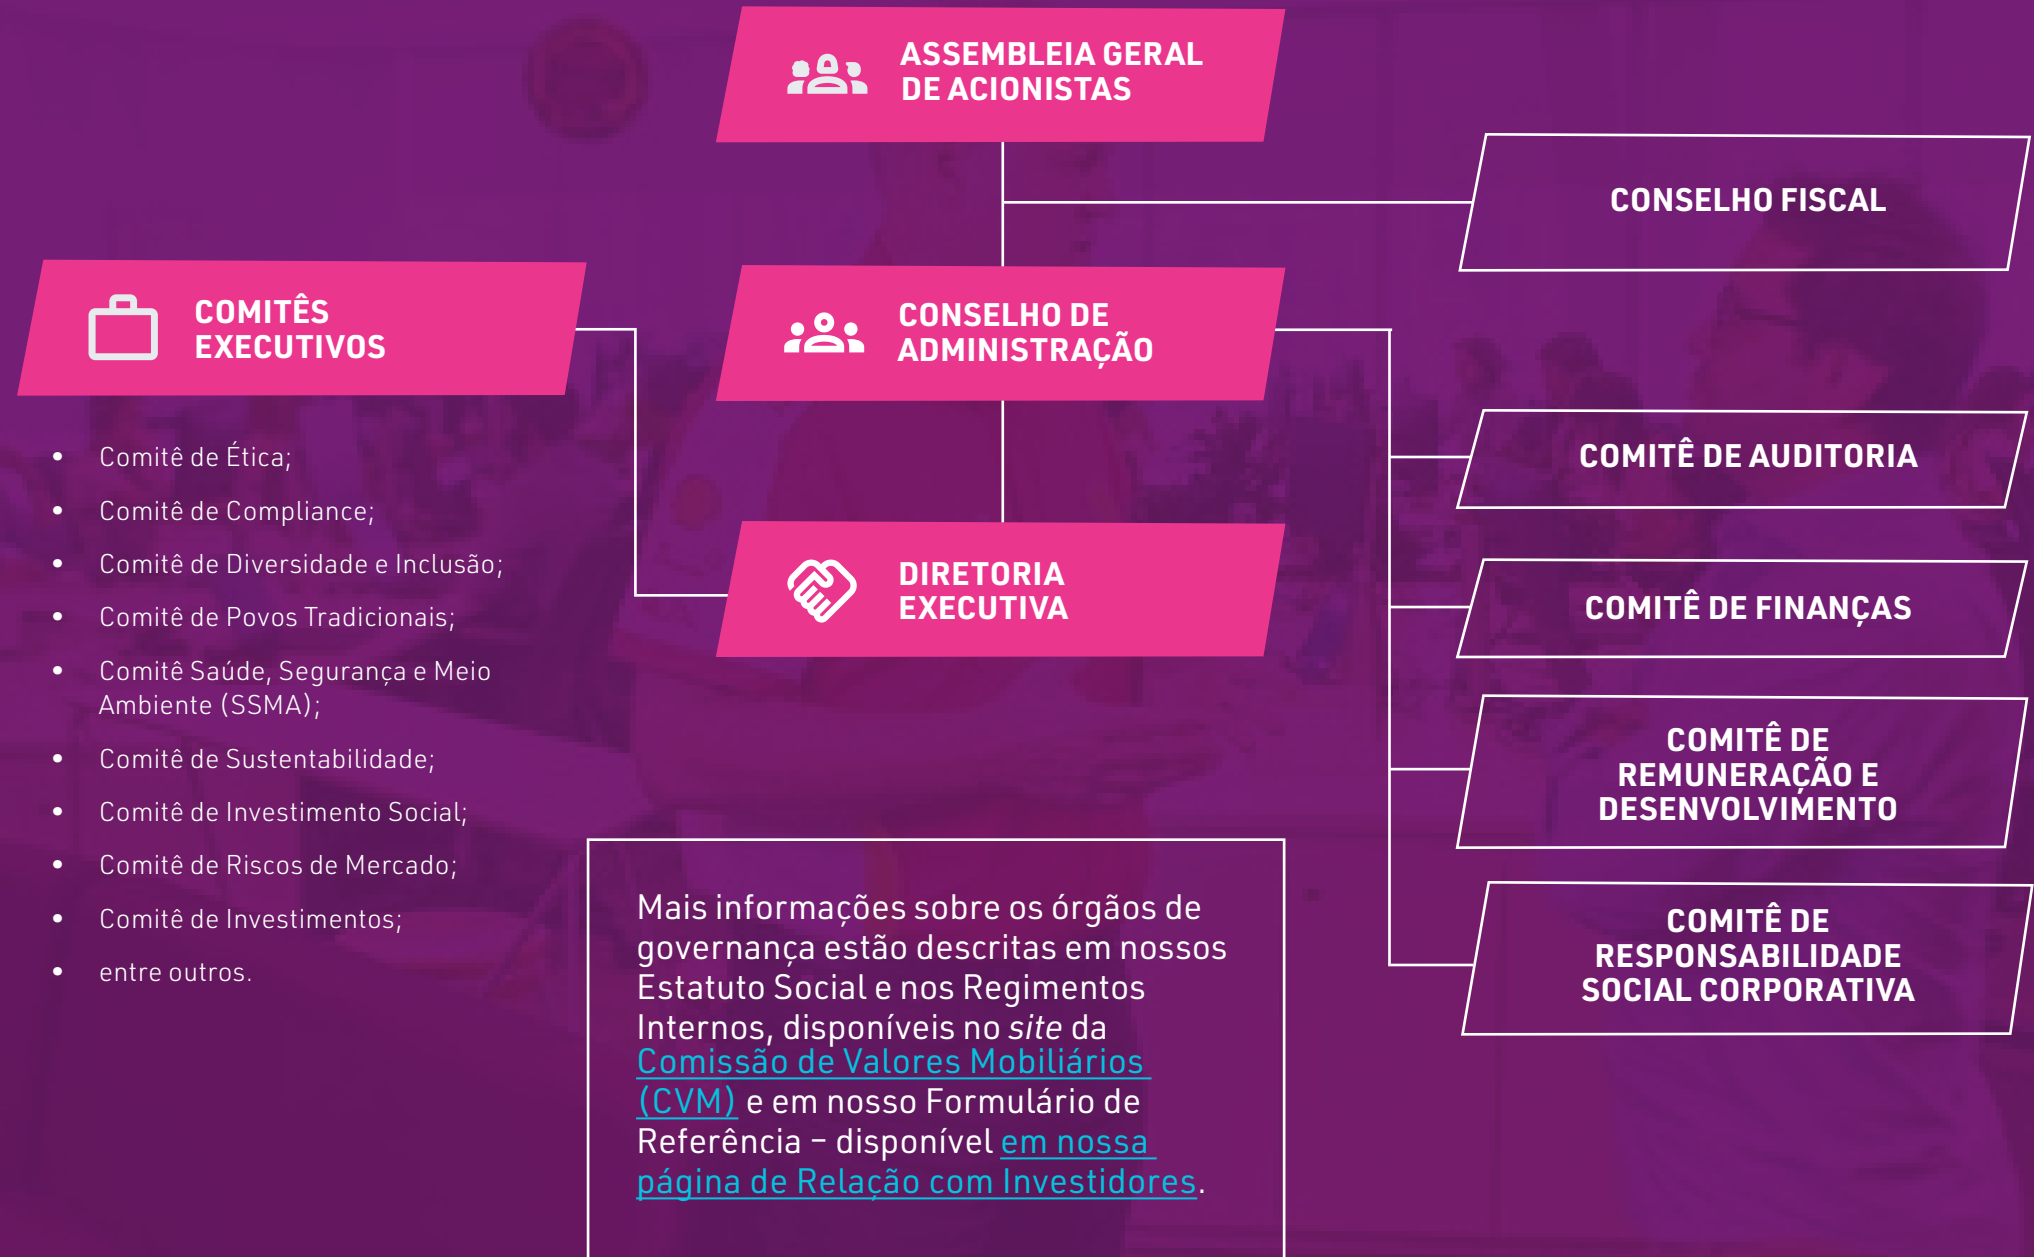 ASSEMBLEIA GERAL
DE ACIONISTAS
CONSELHO FISCAL
COMITÊS
EXECUTIVOS
CONSELHO DE
ADMINISTRAÇÃO
DIRETORIA
EXECUTIVA
• Comitê de Ética;
• Comitê de Compliance;
• Comitê de Diversidade e Inclusão;
• Comitê de Povos Tradicionais;
• Comitê Saúde, Segurança e Meio
Ambiente (SSMA);
• Comitê de Sustentabilidade;
• Comitê de Investimento Social;
• Comitê de Riscos de Mercado;
• Comitê de Investimentos;
• entre outros.
COMITÊ DE AUDITORIA
COMITÊ DE FINANÇAS
COMITÊ DE
REMUNERAÇÃO E
DESENVOLVIMENTO
COMITÊ DE
RESPONSABILIDADE
SOCIAL CORPORATIVA
Mais informações sobre os órgãos de
governança estão descritas em nossos
Estatuto Social e nos Regimentos
Internos, disponíveis no site da
Comissão de Valores Mobiliários
(CVM) e em nosso Formulário de
Referência – disponível em nossa
página de Relação com Investidores.